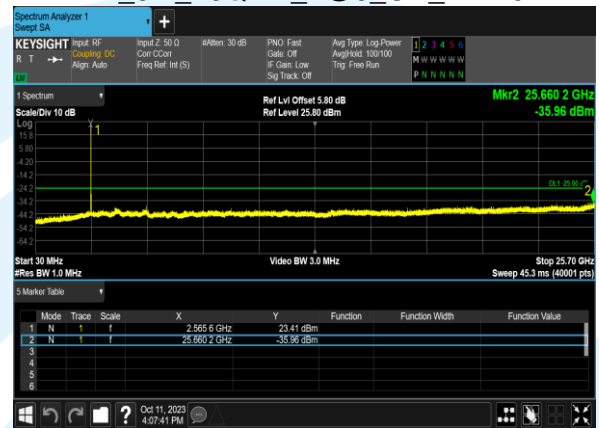 Spectrum Analyzer 1
Swept SA
KEYSIGHT Input: RF Input Z: 50 Ω #Atten: 30 dB PNO: Fast Avg Type: Log-Power 1 2 3 4 5 6
R T Coupling: DC Corr CCorr Gate: Off Avg|Hold: 100/100 M W W W W W
Align: Auto Freq Ref: Int (S) IF Gain: Low Trig: Free Run
Sig Track: Off P N N N N N
1 Spectrum
Ref Lvl Offset 5.80 dB Mkr2 25.660 2 GHz
Scale/Div 10 dB Ref Level 25.80 dBm -35.96 dBm
Log
1
15.8
5.80
-4.20
-14.2
-24.2 DL1 -25.00
2
-34.2
-44.2
-54.2
-64.2
Start 30 MHz Video BW 3.0 MHz Stop 25.70 GHz
#Res BW 1.0 MHz Sweep 45.3 ms (40001 pts)
5 Marker Table
Mode Trace Scale X Y Function Function Width Function Value
1 N 1 f 2.565 6 GHz 23.41 dBm
2 N 1 f 25.660 2 GHz -35.96 dBm
3
4
5
6
? Oct 11, 2023
4:07:41 PM